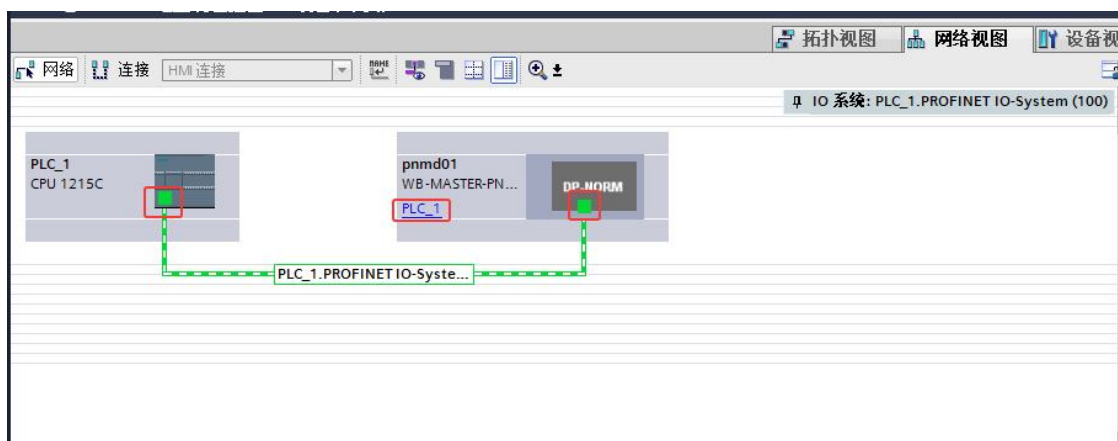 拓扑视图 网络视图 设备视
网络 连接 HMI 连接 NAME
IO 系统: PLC_1.PROFINET IO-System (100)
PLC_1
CPU 1215C
pnmd01
WB-MASTER-PN...
PLC_1
DP-NORM
PLC_1.PROFINET IO-Syste...